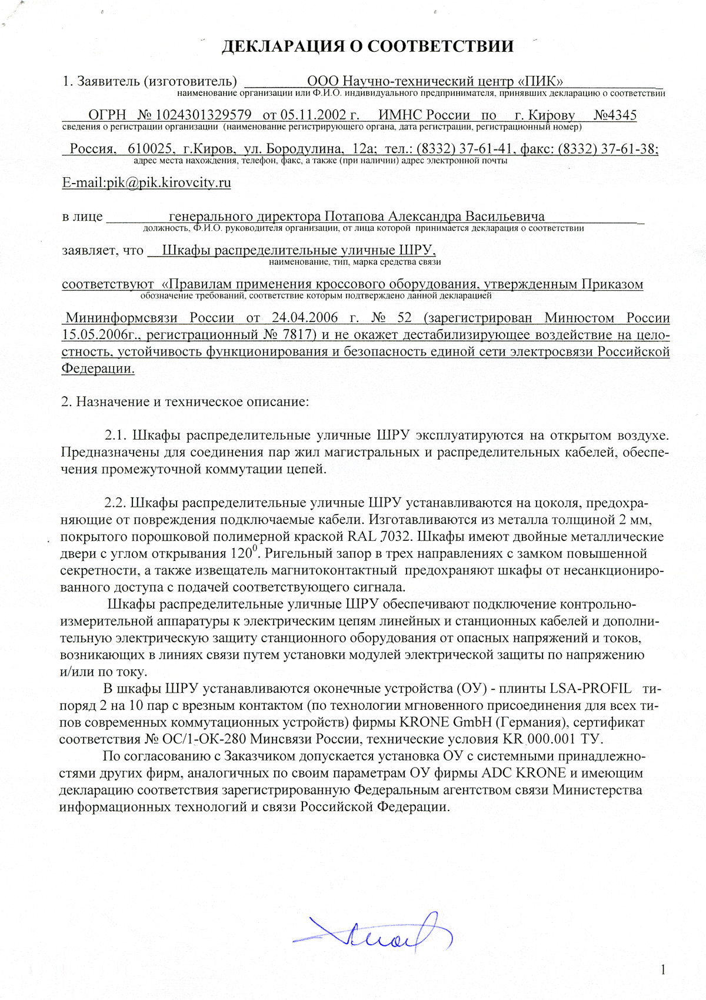 ДЕКЛАРАЦИЯ О СООТВЕТСТВИИ
1. Заявитель (изготовитель) ООО Научно-технический центр «ПИК»
наименование организации или Ф.И.О. индивидуального предпринимателя, принявших декларацию о соответствии
ОГРН № 1024301329579 от 05.11.2002 г. ИМНС России по г. Кирову №4345
сведения о регистрации организации (наименование регистрирующего органа, дата регистрации, регистрационный номер)
Россия, 610025, г.Киров, ул. Бородулина, 12а; тел.: (8332) 37-61-41, факс: (8332) 37-61-38;
адрес места нахождения, телефон, факс, а также (при наличии) адрес электронной почты
E-mail:pik@pik.kirovcity.ru
в лице генерального директора Потапова Александра Васильевича
должность, Ф.И.О. руководителя организации, от лица которой принимается декларация о соответствии
заявляет, что Шкафы распределительные уличные ШРУ,
наименование, тип, марка средства связи
соответствуют «Правилам применения кроссового оборудования, утвержденным Приказом
обозначение требований, соответствие которым подтверждено данной декларацией
Мининформсвязи России от 24.04.2006 г. № 52 (зарегистрирован Минюстом России
15.05.2006г., регистрационный № 7817) и не окажет дестабилизирующее воздействие на цело-
стность, устойчивость функционирования и безопасность единой сети электросвязи Российской
Федерации.
2. Назначение и техническое описание:
2.1. Шкафы распределительные уличные ШРУ эксплуатируются на открытом воздухе.
Предназначены для соединения пар жил магистральных и распределительных кабелей, обеспе-
чения промежуточной коммутации цепей.
2.2. Шкафы распределительные уличные ШРУ устанавливаются на цоколя, предохра-
няющие от повреждения подключаемые кабели. Изготавливаются из металла толщиной 2 мм,
покрытого порошковой полимерной краской RAL 7032. Шкафы имеют двойные металлические
двери с углом открывания 120⁰. Ригельный запор в трех направлениях с замком повышенной
секретности, а также извещатель магнитоконтактный предохраняют шкафы от несанкциониро-
ванного доступа с подачей соответствующего сигнала.
Шкафы распределительные уличные ШРУ обеспечивают подключение контрольно-
измерительной аппаратуры к электрическим цепям линейных и станционных кабелей и дополни-
тельную электрическую защиту станционного оборудования от опасных напряжений и токов,
возникающих в линиях связи путем установки модулей электрической защиты по напряжению
и/или по току.
В шкафы ШРУ устанавливаются оконечные устройства (ОУ) - плинты LSA-PROFIL ти-
поряд 2 на 10 пар с врезным контактом (по технологии мгновенного присоединения для всех ти-
пов современных коммутационных устройств) фирмы KRONE GmbH (Германия), сертификат
соответствия № ОС/1-ОК-280 Минсвязи России, технические условия KR 000.001 ТУ.
По согласованию с Заказчиком допускается установка ОУ с системными принадлежно-
стями других фирм, аналогичных по своим параметрам ОУ фирмы ADC KRONE и имеющим
декларацию соответствия зарегистрированную Федеральным агентством связи Министерства
информационных технологий и связи Российской Федерации.
1